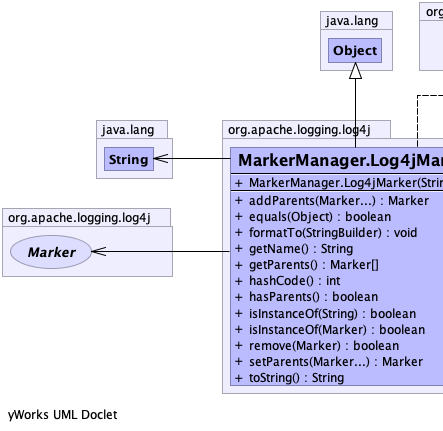 java.lang
org
Object
java.lang
org.apache.logging.log4j
String
MarkerManager.Log4jMar
+ MarkerManager.Log4jMarker(Strin
+ addParents(Marker...) : Marker
+ equals(Object) : boolean
+ formatTo(StringBuilder) : void
+ getName() : String
+ getParents() : Marker[]
+ hashCode() : int
+ hasParents() : boolean
+ isInstanceOf(String) : boolean
+ isInstanceOf(Marker) : boolean
+ remove(Marker) : boolean
+ setParents(Marker...) : Marker
+ toString() : String
org.apache.logging.log4j
Marker
yWorks UML Doclet